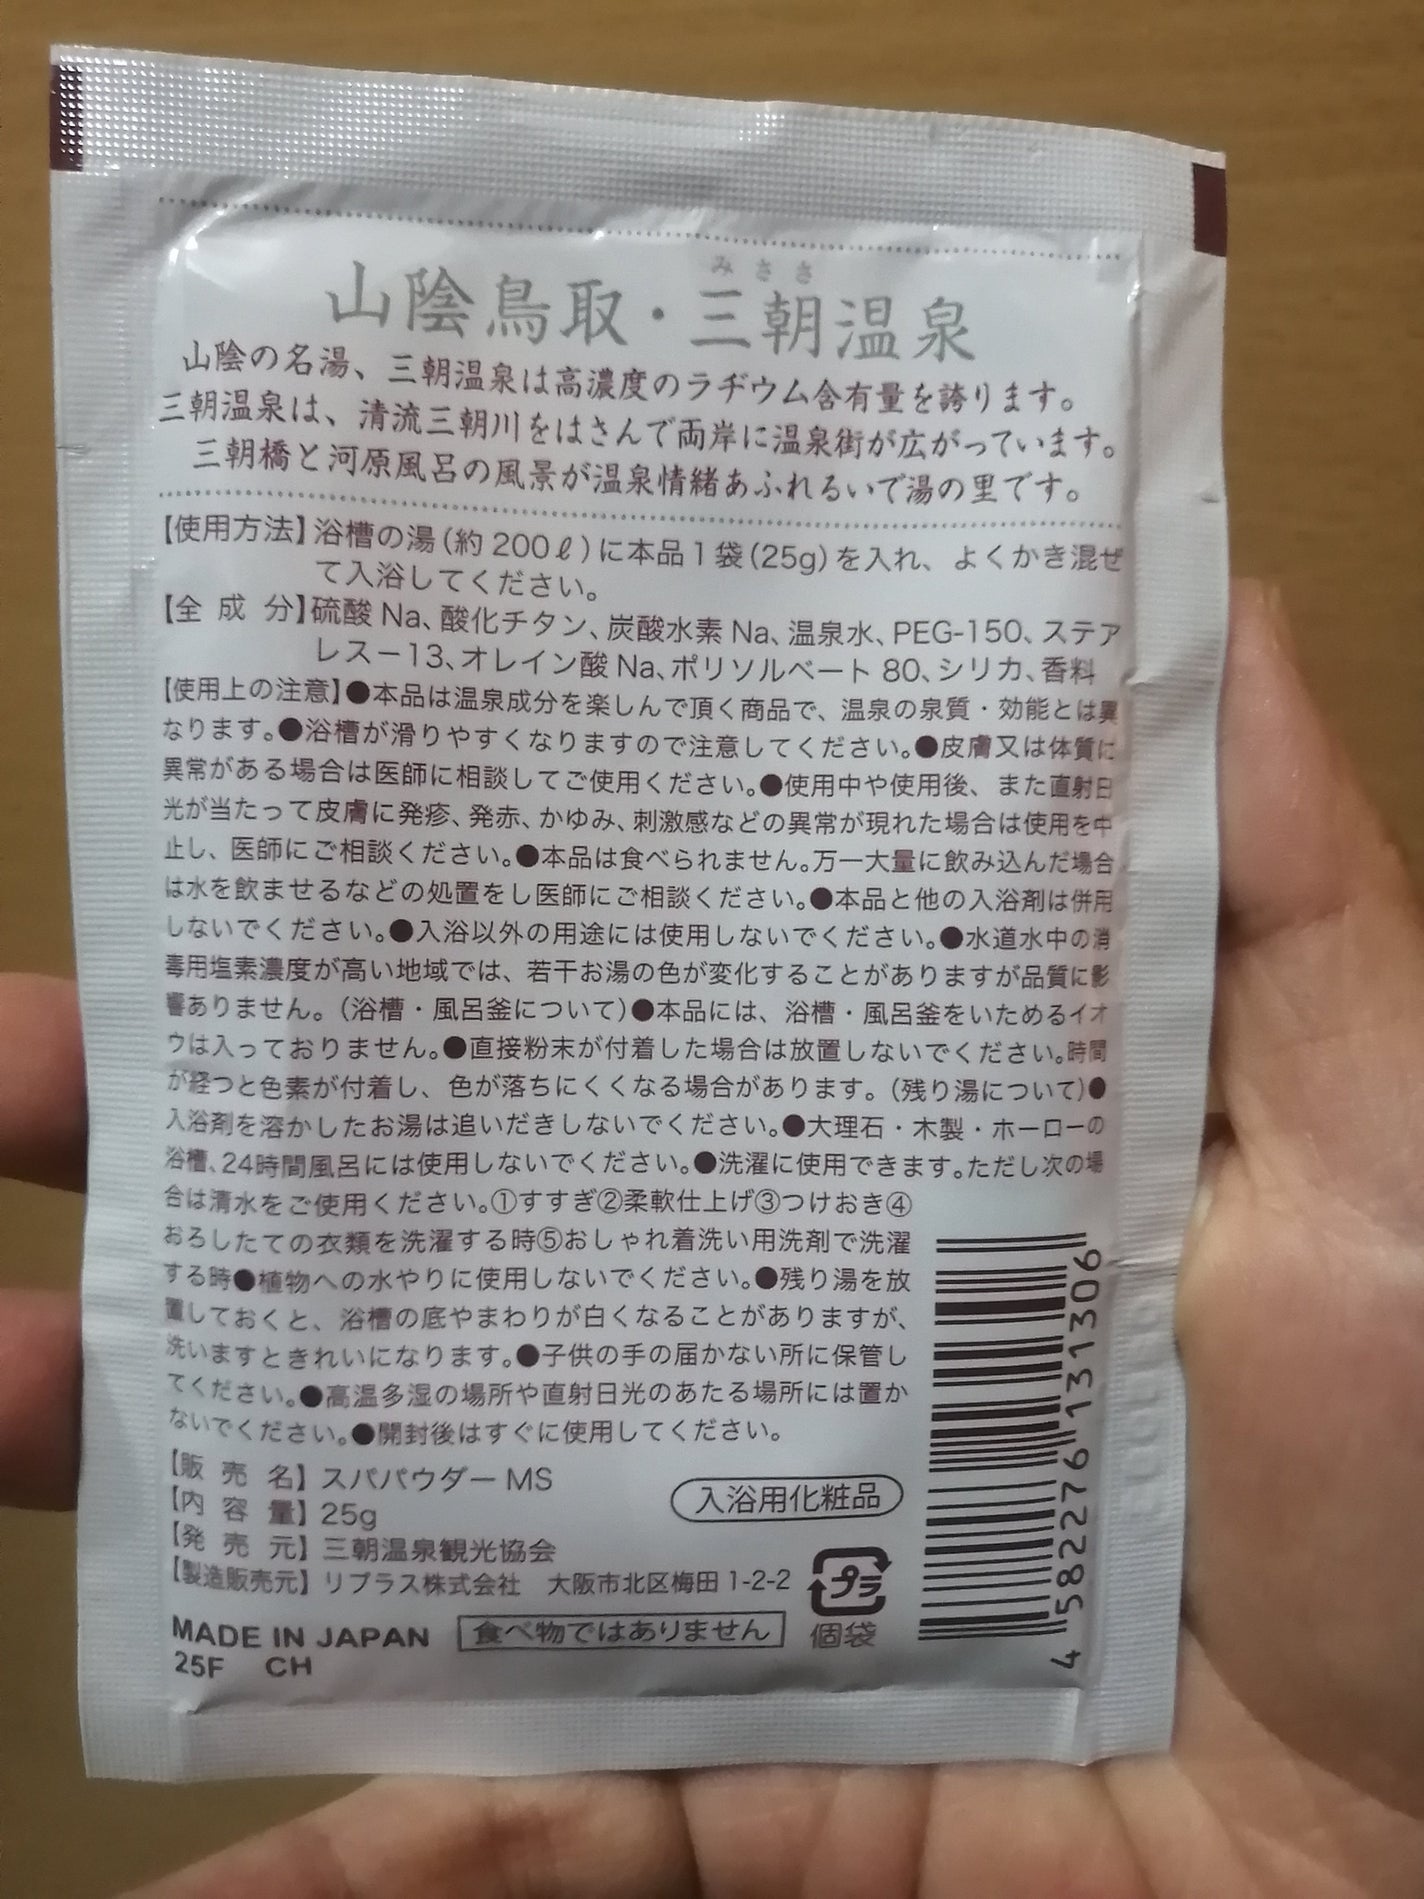 みささ
山陰鳥取・三朝温泉
山陰の名湯、三朝温泉は高濃度のラヂウム含有量を誇ります。
三朝温泉は、清流三朝川をはさんで両岸に温泉街が広がっています。
三朝橋と河原風呂の風景が温泉情緒あふれるいで湯の里です。
【使用方法】浴槽の湯(約200ℓ)に本品1袋(25g)を入れ、よくかき混ぜ
て入浴してください。
【全成分】硫酸Na、酸化チタン、炭酸水素Na、温泉水、PEG-150、ステア
レスー13、オレイン酸Na、ポリソルベート80、シリカ、香料
【使用上の注意】●本品は温泉成分を楽しんで頂く商品で、温泉の泉質・効能とは異
なります。●浴槽が滑りやすくなりますので注意してください。●皮膚又は体質に
異常がある場合は医師に相談してご使用ください。●使用中や使用後、また直射日
光が当たって皮膚に発疹、発赤、かゆみ、刺激感などの異常が現れた場合は使用を中
止し、医師にご相談ください。●本品は食べられません。万一大量に飲み込んだ場合
は水を飲ませるなどの処置をし医師にご相談ください。●本品と他の入浴剤は併用
しないでください。●入浴以外の用途には使用しないでください。●水道水中の消
毒用塩素濃度が高い地域では、若干お湯の色が変化することがありますが品質に影
響ありません。(浴槽・風呂釜について)●本品には、浴槽・風呂釜をいためるイオ
ウは入っておりません。●直接粉末が付着した場合は放置しないでください。時間
が経つと色素が付着し、色が落ちにくくなる場合があります。(残り湯について)●
入浴剤を溶かしたお湯は追いだきしないでください。●大理石・木製・ホーローの
浴槽、24時間風呂には使用しないでください。●洗濯に使用できます。ただし次の場
合は清水をご使用ください。①すすぎ②柔軟仕上げ③つけおき④
おろしたての衣類を洗濯する時⑤おしゃれ着洗い用洗剤で洗濯
する時●植物への水やりに使用しないでください。●残り湯を放
置しておくと、浴槽の底やまわりが白くなることがありますが、
洗いますときれいになります。●子供の手の届かない所に保管し
てください。●高温多湿の場所や直射日光のあたる場所には置か
ないでください。●開封後はすぐに使用してください。
【販売名】スパパウダーMS
【内容量】25g
【発売元】三朝温泉観光協会
【製造販売元】リプラス株式会社 大阪市北区梅田1-2-2
入浴用化粧品
プラ
個袋
MADE IN JAPAN
食べ物ではありません
25F CH
4 582276 131306